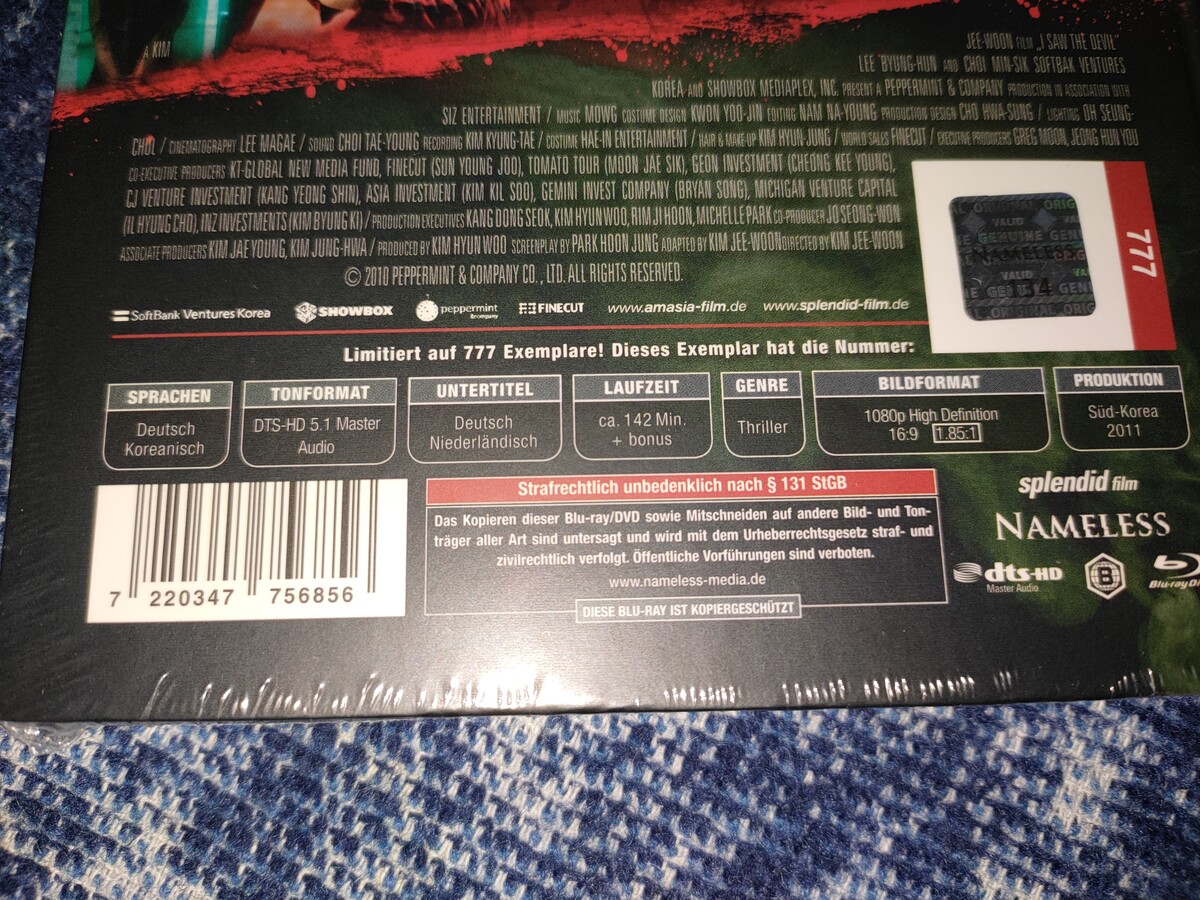 A KIM
JEE-WOON FILM „I SAW THE DEVIL"
LEE BYUNG-HUN AND CHOI MIN-SIK SOFTBAK VENTURES
KOREA AND SHOWBOX MEDIAPLEX, INC. PRESENT A PEPPERMINT & COMPANY PRODUCTION IN ASSOCIATION WITH
SIZ ENTERTAINMENT / MUSIC MOWG COSTUME DESIGN KWON YOO-JIN EDITING NAM NA-YOUNG PRODUCTION DESIGN CHO HWA-SUNG / LIGHTING OH SEUNG-
CHOL / CINEMATOGRAPHY LEE MAGAE / SOUND CHOI TAE-YOUNG RECORDING KIM KYUNG-TAE / COSTUME HAE-IN ENTERTAINMENT / HAIR & MAKE UP KIM HYUN-JUNG / WORLD SALES FINECUT / EXECUTIVE PRODUCERS GREG MOON, JEONG HUN YOU
CO-EXECUTIVE PRODUCERS KT-GLOBAL NEW MEDIA FUND, FINECUT (SUN YOUNG JOO), TOMATO TOUR (MOON JAE SIK), GEON INVESTMENT (CHEONG KEE YOUNG),
CJ VENTURE INVESTMENT (KANG YEONG SHIN), ASIA INVESTMENT (KIM KIL SOO), GEMINI INVEST COMPANY (BRYAN SONG), MICHIGAN VENTURE CAPITAL
(IL HYUNG CHO), INZ INVESTMENTS (KIM BYUNG KI) / PRODUCTION EXECUTIVES KANG DONG SEOK, KIM HYUN WOO, RIM JI HOON, MICHELLE PARK CO-PRODUCER JO SEONG-WON
ASSOCIATE PRODUCERS KIM JAE YOUNG, KIM JUNG-HWA / PRODUCED BY KIM HYUN WOO SCREENPLAY BY PARK HOON JUNG ADAPTED BY KIM JEE-WOON DIRECTED BY KIM JEE-WOON
© 2010 PEPPERMINT & COMPANY CO., LTD. ALL RIGHTS RESERVED.
VALID
GENUINE
NAMELESS
VALID
ORIGINAL
777
SoftBank Ventures Korea SHOWBOX peppermint &company FINECUT www.amasia-film.de www.splendid-film.de
Limitiert auf 777 Exemplare! Dieses Exemplar hat die Nummer:
SPRACHEN
Deutsch
Koreanisch
TONFORMAT
DTS-HD 5.1 Master
Audio
UNTERTITEL
Deutsch
Niederländisch
LAUFZEIT
ca. 142 Min.
+ bonus
GENRE
Thriller
BILDFORMAT
1080p High Definition
16:9 1.85:1
PRODUKTION
Süd-Korea
2011
7 220347 756856
Strafrechtlich unbedenklich nach § 131 StGB
Das Kopieren dieser Blu-ray/DVD sowie Mitschneiden auf andere Bild- und Ton-
träger aller Art sind untersagt und wird mit dem Urheberrechtsgesetz straf- und
zivilrechtlich verfolgt. Öffentliche Vorführungen sind verboten.
www.nameless-media.de
DIESE BLU-RAY IST KOPIERGESCHÜTZT
splendid film
NAMELESS
dts-HD
Master Audio
B
Blu-ray Di